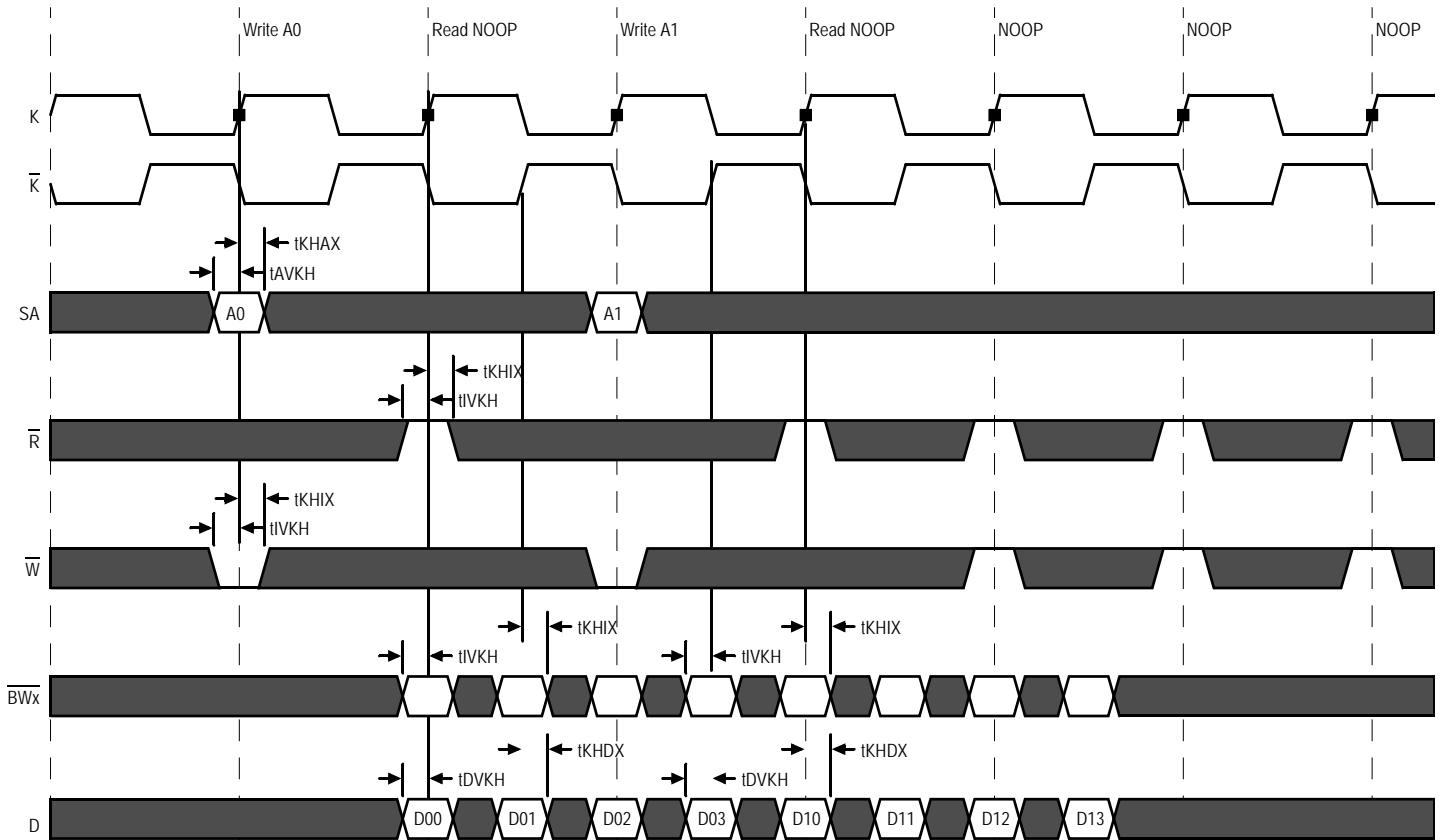 Write A0 Read NOOP Write A1 Read NOOP NOOP NOOP NOOP
K
K
tKHAX
tAVKH
SA A0 A1
tKHIX
tIVKH
R
tKHIX
tIVKH
W
tKHIX tKHIX
tIVKH tIVKH
BWx
tKHDX tKHDX
tDVKH tDVKH
D D00 D01 D02 D03 D10 D11 D12 D13